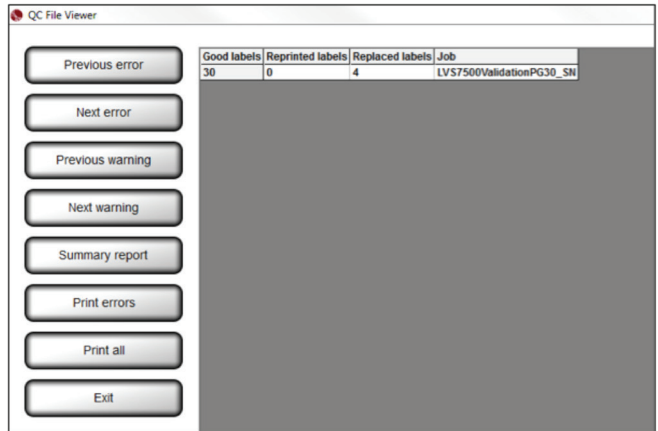 QC File Viewer
Previous error
Next error
Previous warning
Next warning
Summary report
Print errors
Print all
Exit
Good labels Reprinted labels Replaced labels Job
30 0 4 LVS7500ValidationPG30_SN